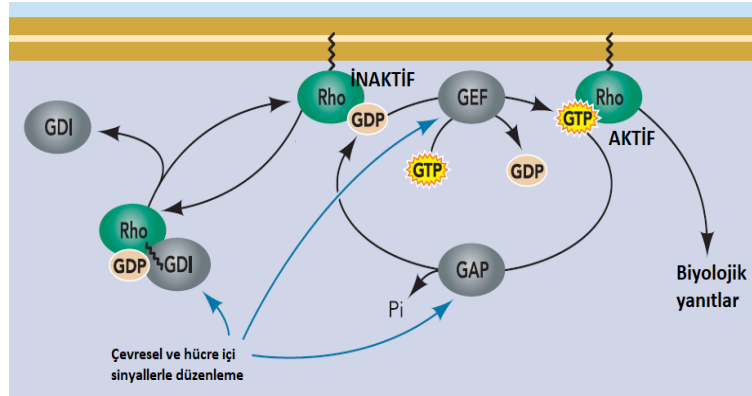 İNAKTİF
Rho
GDP
GEF
GTP
GDP
Rho
GTP
AKTİF
GDI
Rho
GDP
GDI
GAP
Pi
Biyolojik
yanıtlar
Çevresel ve hücre içi
sinyallerle düzenleme